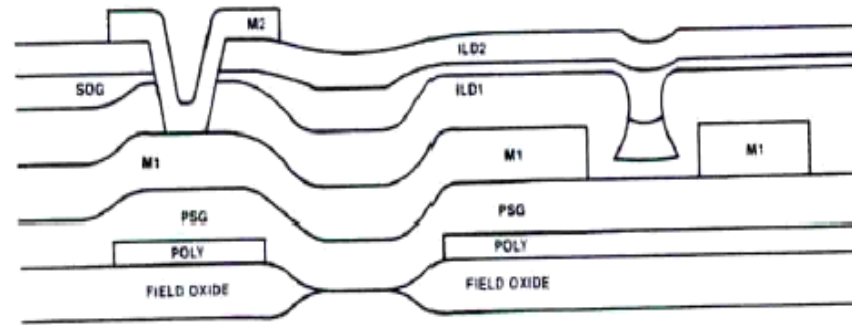 M2
ILD2
SOG
ILD1
M1
M1
M1
PSG
PSG
POLY
POLY
FIELD OXIDE
FIELD OXIDE